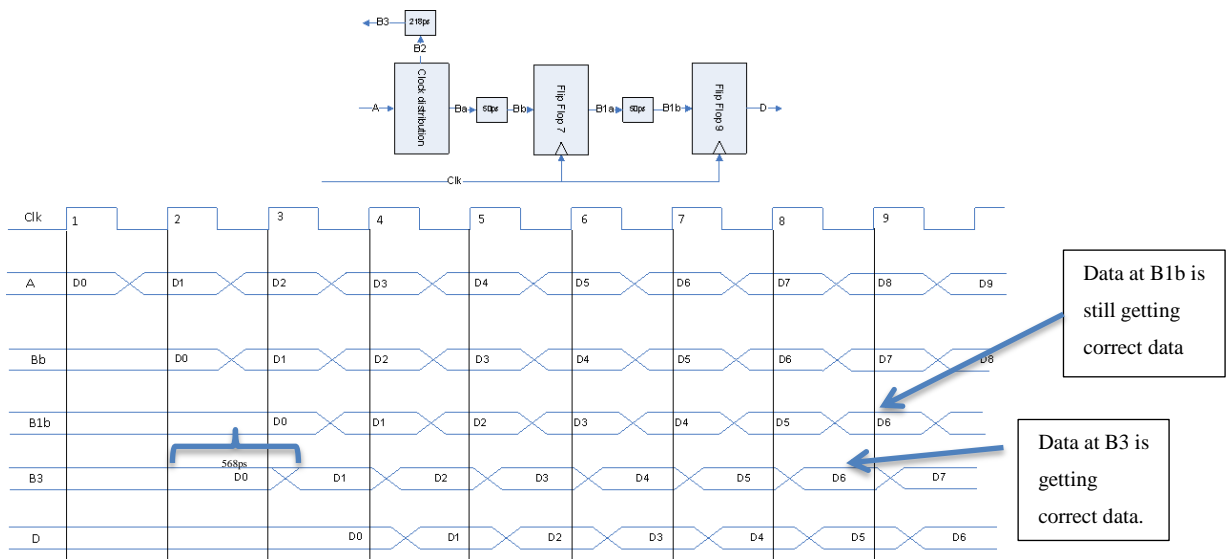 B3
218ps
B2
Clock distribution
A
Ba
50ps
Bb
Flip Flop 7
B1a
50ps
B1b
Flip Flop 9
D
Clk
Clk 1 2 3 4 5 6 7 8 9
A D0 D1 D2 D3 D4 D5 D6 D7 D8 D9
Bb D0 D1 D2 D3 D4 D5 D6 D7 D8
B1b D0 D1 D2 D3 D4 D5 D6
568ps
B3 D0 D1 D2 D3 D4 D5 D6 D7
D D0 D1 D2 D3 D4 D5 D6
Data at B1b is
still getting
correct data
Data at B3 is
getting
correct data.